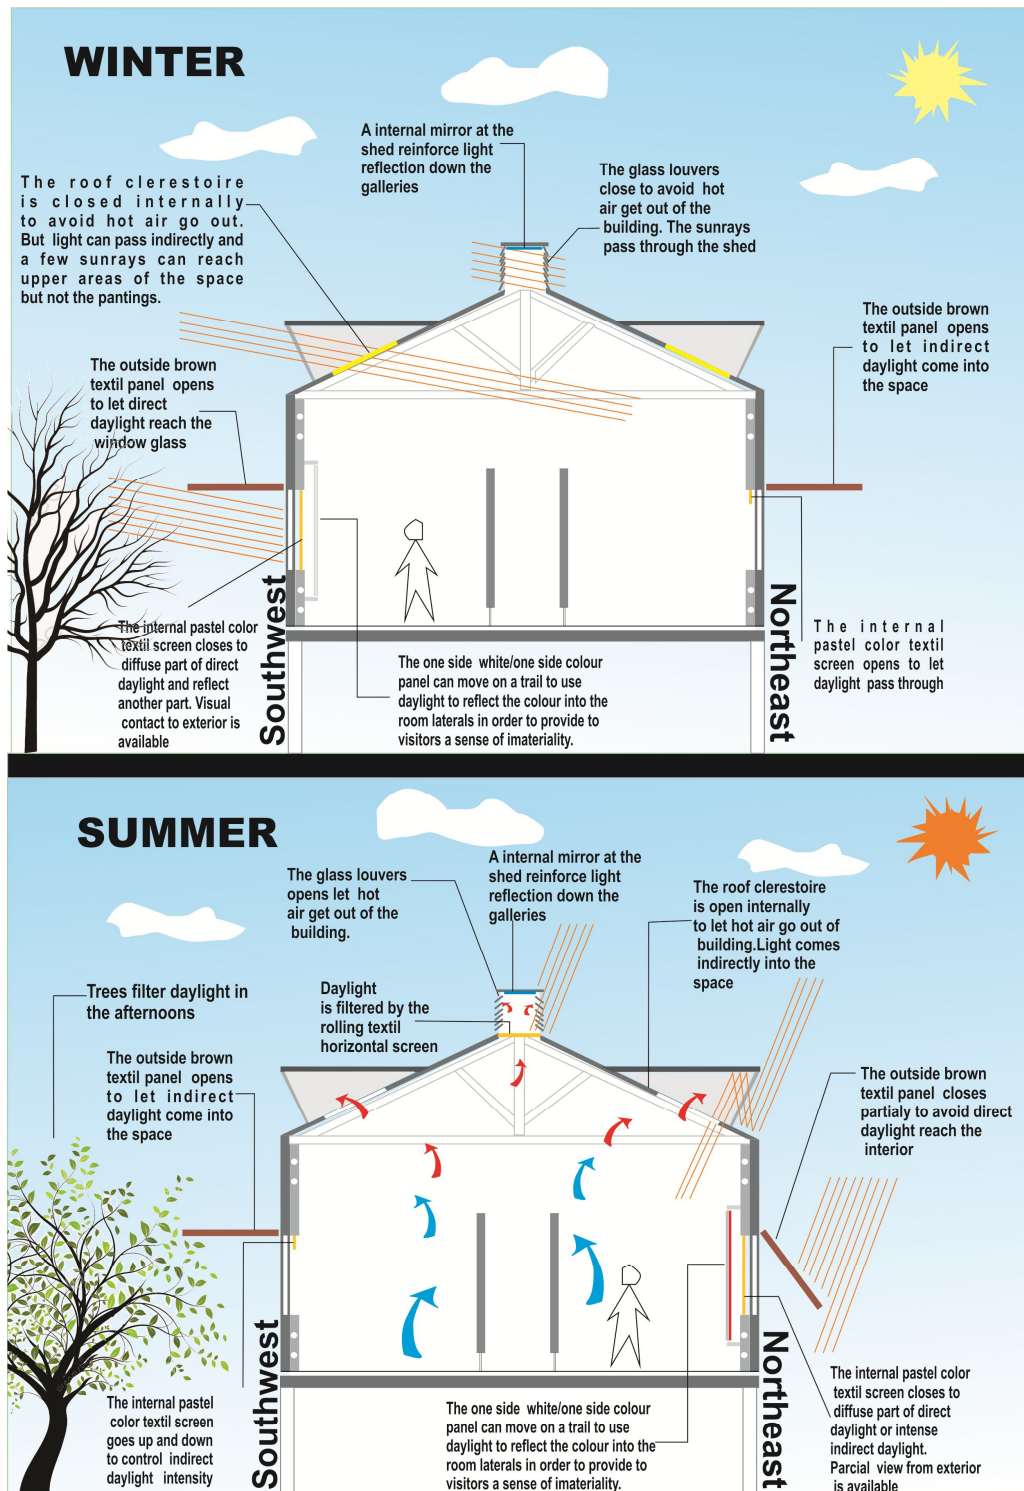 WINTER
A internal mirror at the
shed reinforce light
reflection down the
galleries
The glass louvers
close to avoid hot
air get out of the
building. The sunrays
pass through the shed
The roof clerestoire
is closed internally
to avoid hot air go out.
But light can pass indirectly and
a few sunrays can reach
upper areas of the space
but not the pantings.
The outside brown
textil panel opens
to let indirect
daylight come into
the space
The outside brown
textil panel opens
to let direct
daylight reach the
window glass
Southwest
Northeast
The internal pastel color
textil screen closes to
diffuse part of direct
daylight and reflect
another part. Visual
contact to exterior is
available
The one side white/one side colour
panel can move on a trail to use
daylight to reflect the colour into the
room laterals in order to provide to
visitors a sense of imateriality.
The internal
pastel color textil
screen opens to let
daylight pass through
SUMMER
The glass louvers
opens let hot
air get out of the
building.
A internal mirror at the
shed reinforce light
reflection down the
galleries
The roof clerestoire
is open internally
to let hot air go out of
building.Light comes
indirectly into the
space
Trees filter daylight in
the afternoons
Daylight
is filtered by the
rolling textil
horizontal screen
The outside brown
textil panel opens
to let indirect
daylight come into
the space
The outside brown
textil panel closes
partialy to avoid direct
daylight reach the
interior
Southwest
Northeast
The internal pastel
color textil screen
goes up and down
to control indirect
daylight intensity
The one side white/one side colour
panel can move on a trail to use
daylight to reflect the colour into the
room laterals in order to provide to
visitors a sense of imateriality.
The internal pastel color
textil screen closes to
diffuse part of direct
daylight or intense
indirect daylight.
Parcial view from exterior
is available